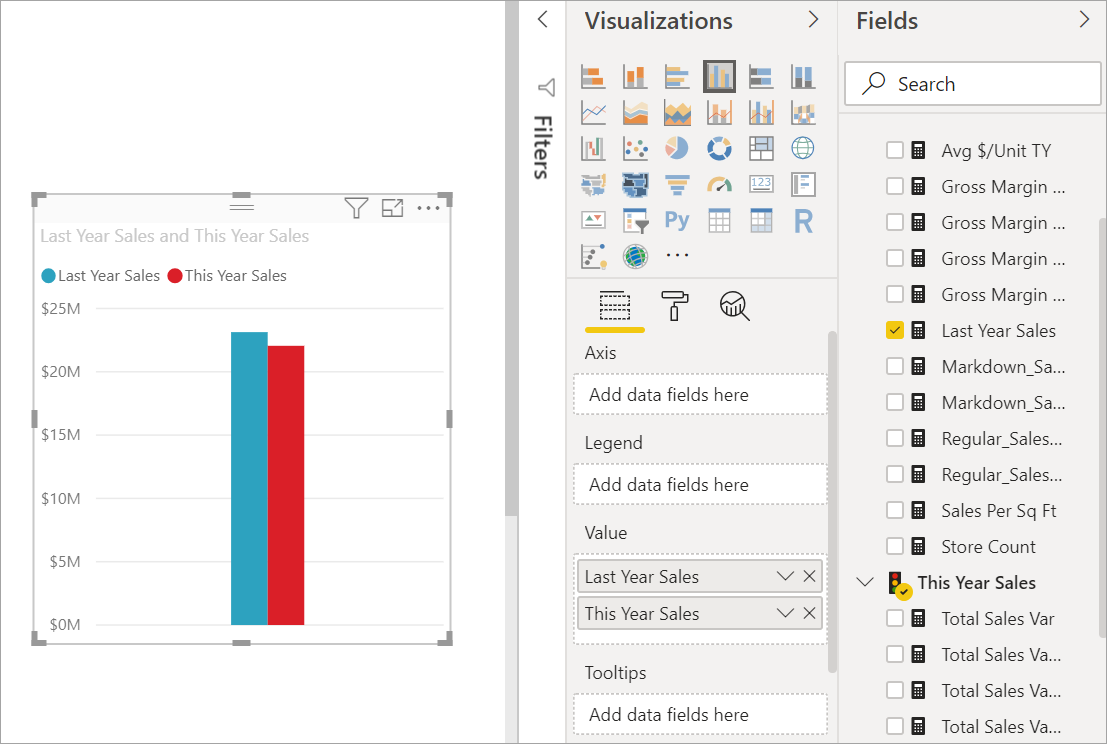 Last Year Sales and This Year Sales
Last Year Sales
This Year Sales
$25M
$20M
$15M
$10M
$5M
$0M
Filters
Visualizations
123
Py
R
Axis
Add data fields here
Legend
Add data fields here
Value
Last Year Sales
This Year Sales
Tooltips
Add data fields here
Fields
Search
Avg $/Unit TY
Gross Margin ...
Gross Margin ...
Gross Margin ...
Gross Margin ...
Last Year Sales
Markdown_Sa...
Markdown_Sa...
Regular_Sales...
Regular_Sales...
Sales Per Sq Ft
Store Count
This Year Sales
Total Sales Var
Total Sales Va...
Total Sales Va...
Total Sales Va...